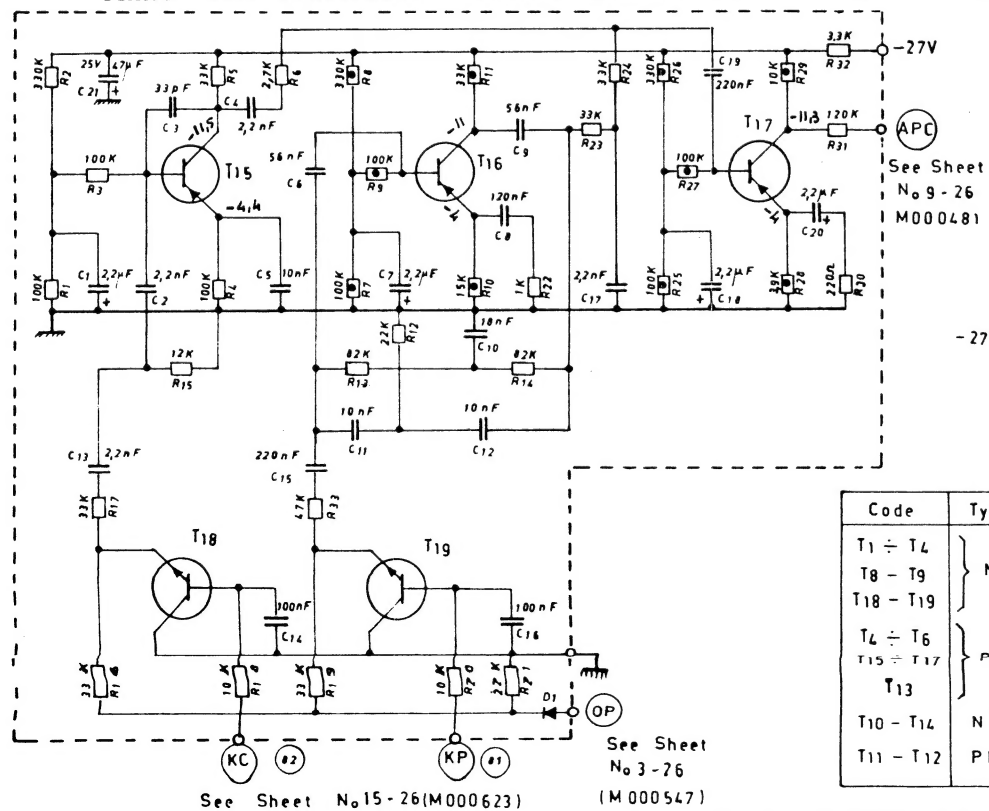 -27V
3,3K
R32
330K
R2
25V 47µF
C21 +
33K
R5
2,7K
R6
330K
R8
33K
R11
33K
R24
330K
R26
C19
220nF
10K
R29
33pF
C3
C4
2,2nF
-11,5
T15
100K
R3
-4,4
56nF
C6
100K
R9
-11
T16
56nF
C9
33K
R23
-4
120nF
C8
100K
R27
T17
-11,3
120K
R31
APC
-4
2,2µF
C20 +
See Sheet
No 9-26
M000481
100K
R1
C1
2,2µF
+
2,2nF
C2
100K
R4
C5
10nF
100K
R7
C7
2,2µF
+
15K
R10
1K
R22
2,2nF
C17
100K
R25
2,2µF
+ C18
3,9K
R28
220Ω
R30
22K
R12
18nF
C10
-27
12K
R15
82K
R13
82K
R14
10nF
C11
10nF
C12
C13
2,2nF
220nF
C15
33K
R17
47K
R33
T18
T19
100nF
C14
100nF
C16
33K
R16
10K
R18
33K
R19
10K
R20
22K
R21
D1
OP
KC
82
KP
81
See Sheet
No 3-26
(M000547)
See Sheet No 15-26 (M000623)
Code Ty
T1 ÷ T4
T8 - T9 N
T18 - T19
T4 ÷ T6
T15 ÷ T17 P
T13
T10 - T14 N
T11 - T12 P